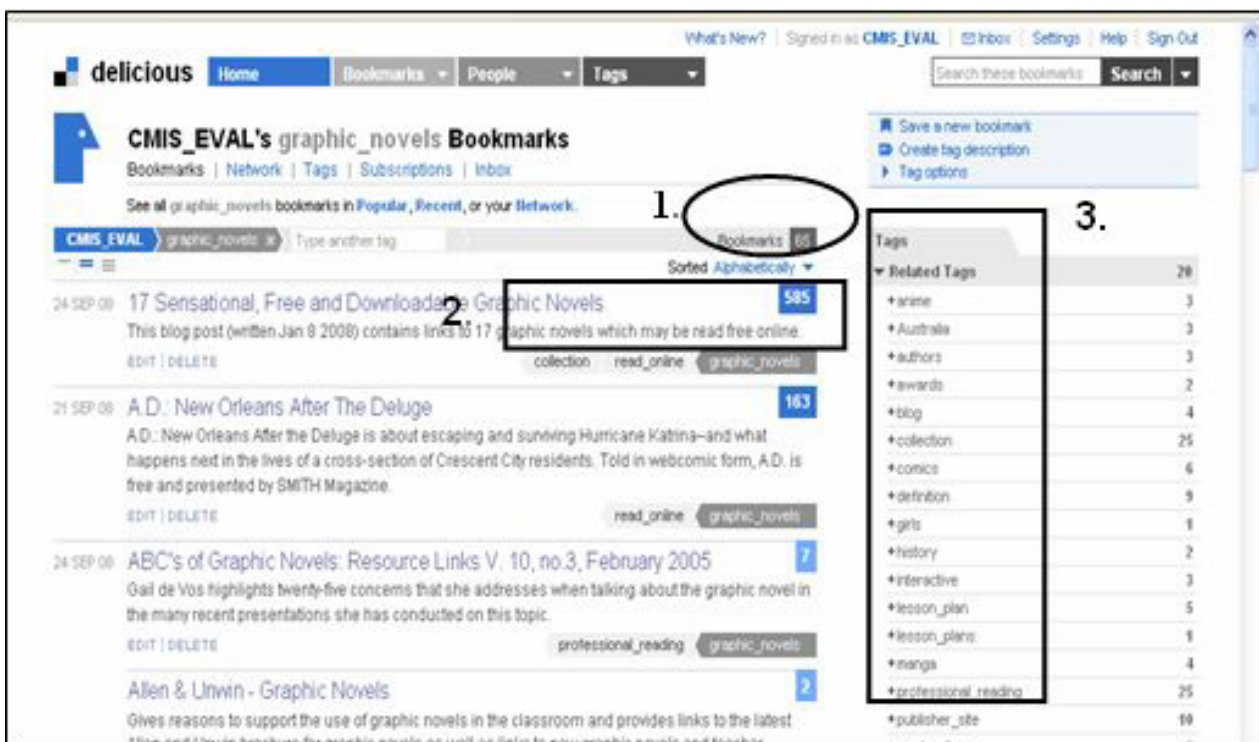 What's New? Signed in as CMIS_EVAL Inbox Settings Help Sign Out
delicious Home Bookmarks People Tags Search these bookmarks Search
CMIS_EVAL's graphic_novels Bookmarks
Bookmarks | Network | Tags | Subscriptions | Inbox
See all graphic_novels bookmarks in Popular, Recent, or your Network.
Save a new bookmark
Create tag description
Tag options
1.
CMIS_EVAL graphic_novels x Type another tag Bookmarks
Sorted Alphabetically
2.
24 SEP 08 17 Sensational, Free and Downloadable Graphic Novels 585
This blog post (written Jan 8 2008) contains links to 17 graphic novels which may be read free online.
EDIT | DELETE collection read_online graphic_novels
21 SEP 08 A.D.: New Orleans After The Deluge 163
A.D.: New Orleans After the Deluge is about escaping and surviving Hurricane Katrina–and what
happens next in the lives of a cross-section of Crescent City residents. Told in webcomic form, A.D. is
free and presented by SMITH Magazine.
EDIT | DELETE read_online graphic_novels
24 SEP 08 ABC's of Graphic Novels: Resource Links V. 10, no.3, February 2005 7
Gail de Vos highlights twenty-five concerns that she addresses when talking about the graphic novel in
the many recent presentations she has conducted on this topic.
EDIT | DELETE professional_reading graphic_novels
Allen & Unwin - Graphic Novels 2
Gives reasons to support the use of graphic novels in the classroom and provides links to the latest
3.
Tags
Related Tags 20
+anime 3
+Australia 3
+authors 3
+awards 2
+blog 4
+collection 25
+comics 6
+definition 9
+girls 1
+history 2
+interactive 3
+lesson_plan 5
+lesson_plans 1
+manga 4
+professional_reading 25
+publisher_site 10